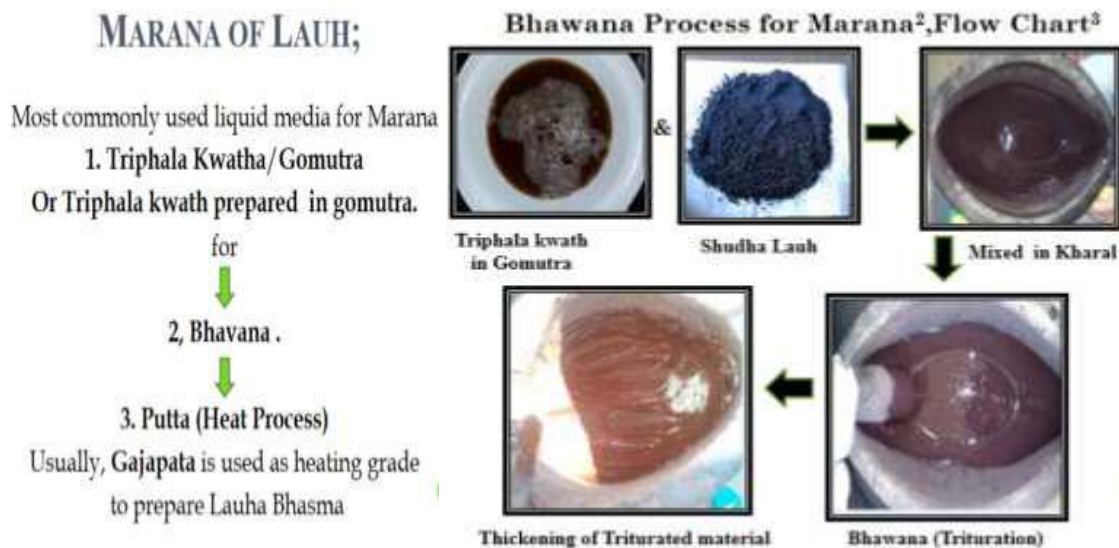 MARANA OF LAUH;
Most commonly used liquid media for Marana
1. Triphala Kwatha/Gomutra
Or Triphala kwath prepared in gomutra.
for
2, Bhavana .
3. Putta (Heat Process)
Usually, Gajapata is used as heating grade
to prepare Lauha Bhasma
Bhawana Process for Marana²,Flow Chart³
&
Triphala kwath
in Gomutra
Shudha Lauh
Mixed in Kharal
Thickening of Triturated material
Bhawana (Trituration)